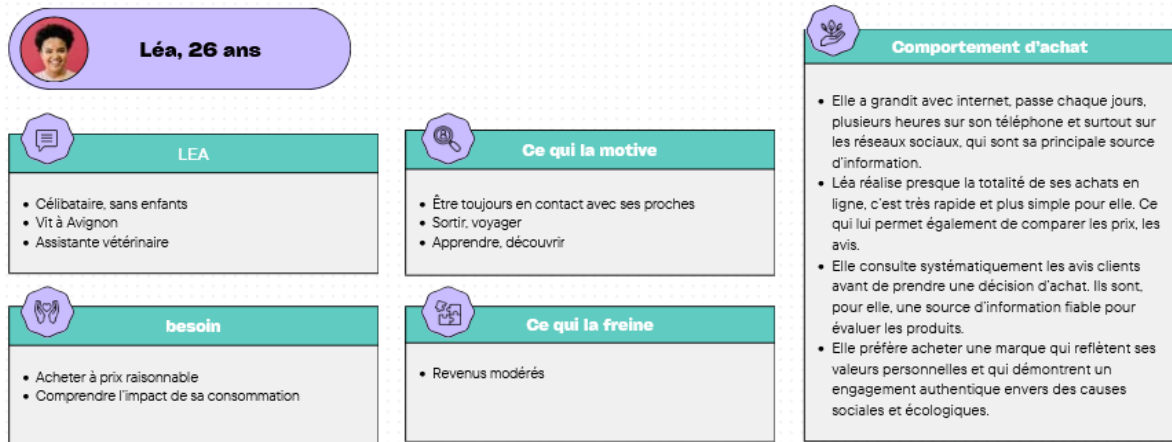 Léa, 26 ans
LEA
• Célibataire, sans enfants
• Vit à Avignon
• Assistante vétérinaire
Ce qui la motive
• Être toujours en contact avec ses proches
• Sortir, voyager
• Apprendre, découvrir
besoin
• Acheter à prix raisonnable
• Comprendre l'impact de sa consommation
Ce qui la freine
• Revenus modérés
Comportement d'achat
• Elle a grandit avec internet, passe chaque jours,
plusieurs heures sur son téléphone et surtout sur
les réseaux sociaux, qui sont sa principale source
d'information.
• Léa réalise presque la totalité de ses achats en
ligne, c'est très rapide et plus simple pour elle. Ce
qui lui permet également de comparer les prix, les
avis.
• Elle consulte systématiquement les avis clients
avant de prendre une décision d'achat. Ils sont,
pour elle, une source d'information fiable pour
évaluer les produits.
• Elle préfère acheter une marque qui reflètent ses
valeurs personnelles et qui démontrent un
engagement authentique envers des causes
sociales et écologiques.